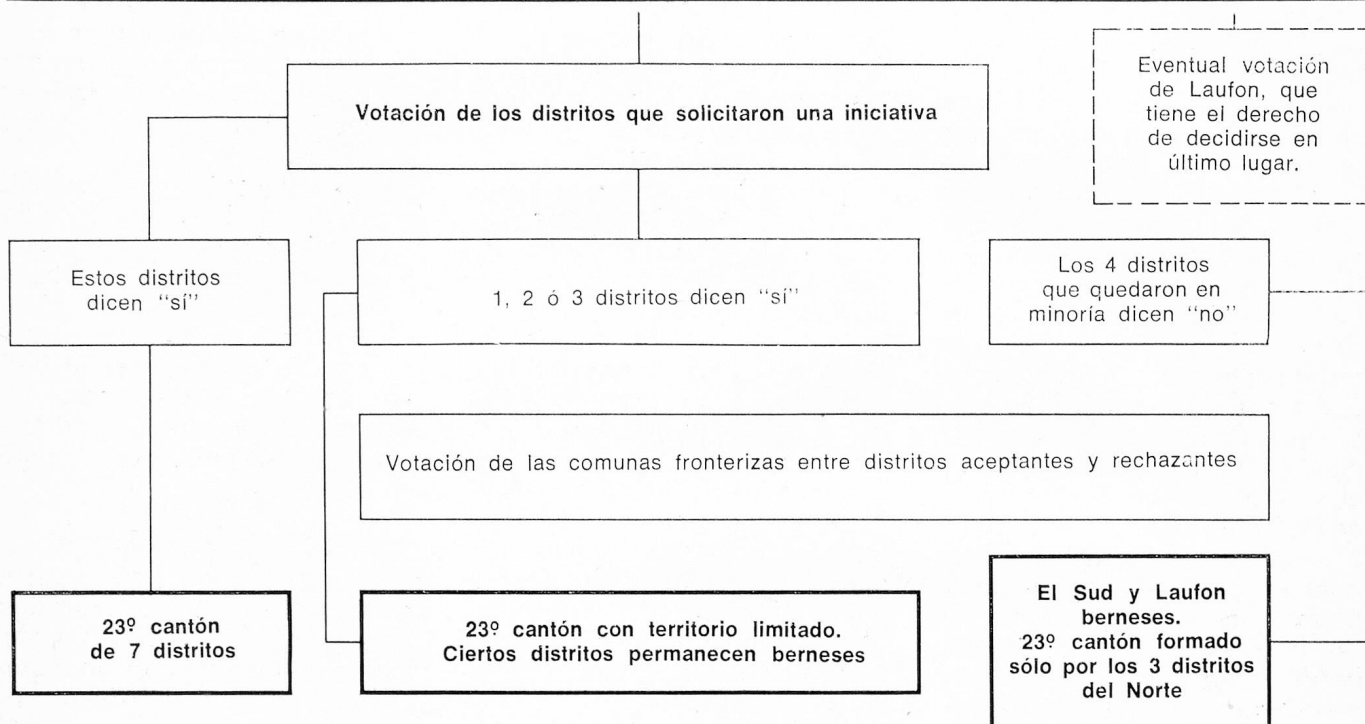 Votación de los distritos que solicitaron una iniciativa
Eventual votación
de Laufon, que
tiene el derecho
de decidirse en
último lugar.
Estos distritos
dicen “sí”
1, 2 ó 3 distritos dicen “sí”
Los 4 distritos
que quedaron en
minoría dicen “no”
Votación de las comunas fronterizas entre distritos aceptantes y rechazantes
23º cantón
de 7 distritos
23º cantón con territorio limitado.
Ciertos distritos permanecen berneses
El Sud y Laufon
berneses.
23º cantón formado
sólo por los 3 distritos
del Norte